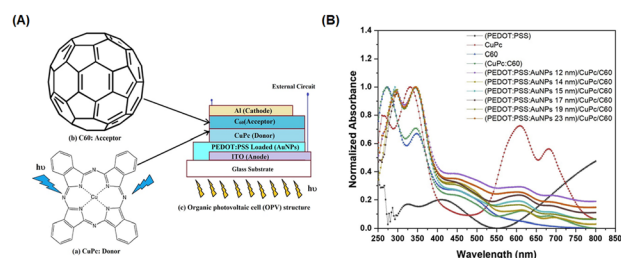 (A)
(b) C60: Acceptor
hυ
Cu
(a) CuPc: Donor
External Circuit
Al (Cathode)
C₆₀(Acceptor)
CuPc (Donor)
PEDOT:PSS Loaded (AuNPs)
ITO (Anode)
Glass Substrate
hυ
(c) Organic photovoltaic cell (OPV) structure
(B)
Normalized Absorbance
1.4
1.2
1.0
0.8
0.6
0.4
0.2
0.0
(PEDOT:PSS)
CuPc
C60
(CuPc:C60)
(PEDOT:PSS:AuNPs 12 nm)/CuPc/C60
(PEDOT:PSS:AuNPs 14 nm)/CuPc/C60
(PEDOT:PSS:AuNPs 15 nm)/CuPc/C60
(PEDOT:PSS:AuNPs 17 nm)/CuPc/C60
(PEDOT:PSS:AuNPs 19 nm)/CuPc/C60
(PEDOT:PSS:AuNPs 23 nm)/CuPc/C60
250 300 350 400 450 500 550 600 650 700 750 800 850
Wavelength (nm)